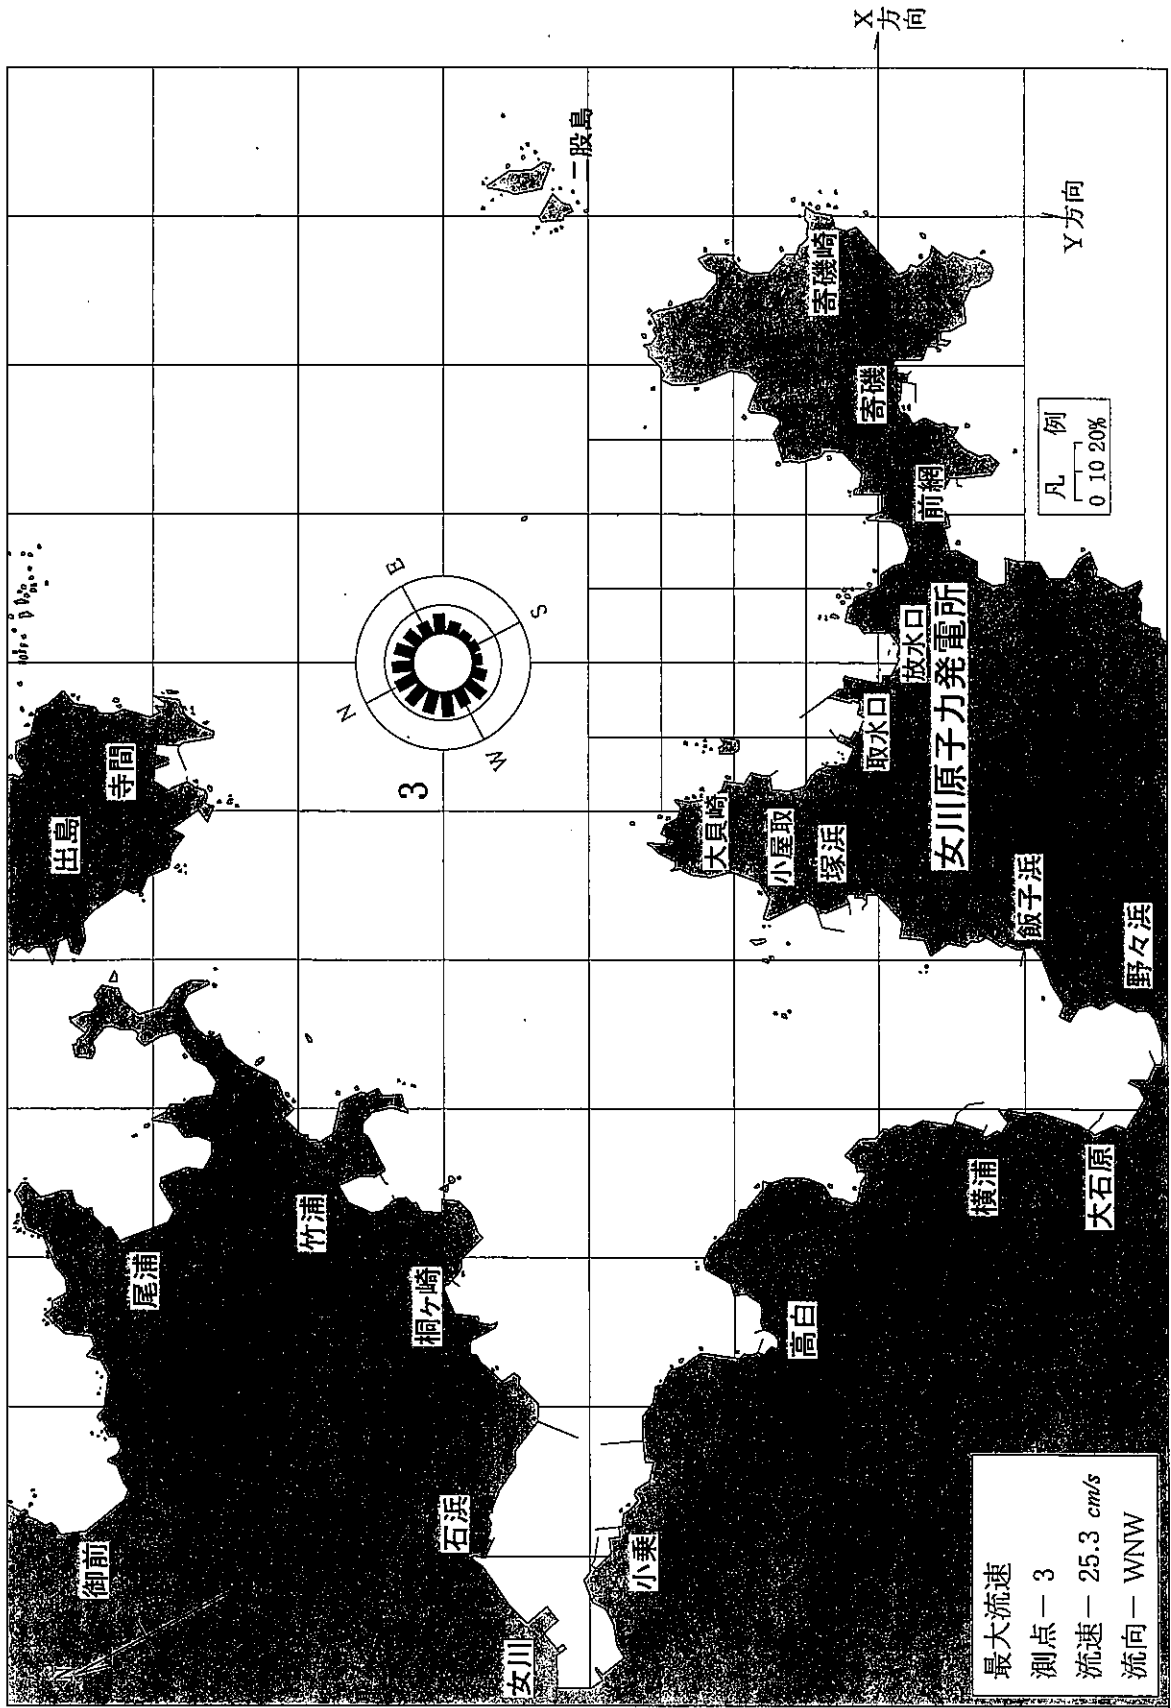 御前
尾浦
竹浦
桐ヶ崎
石浜
女川
小乗
高白
横浦
大石原
野々浜
飯子浜
塚浜
小屋取
大貝崎
取水口
放水口
女川原子力発電所
前網
寄磯
寄磯崎
二股島
出島
寺間
3
N
E
S
W
X
方向
Y方向
凡 例
0 10 20%
最大流速
測点－3
流速－25.3 cm/s
流向－WNW